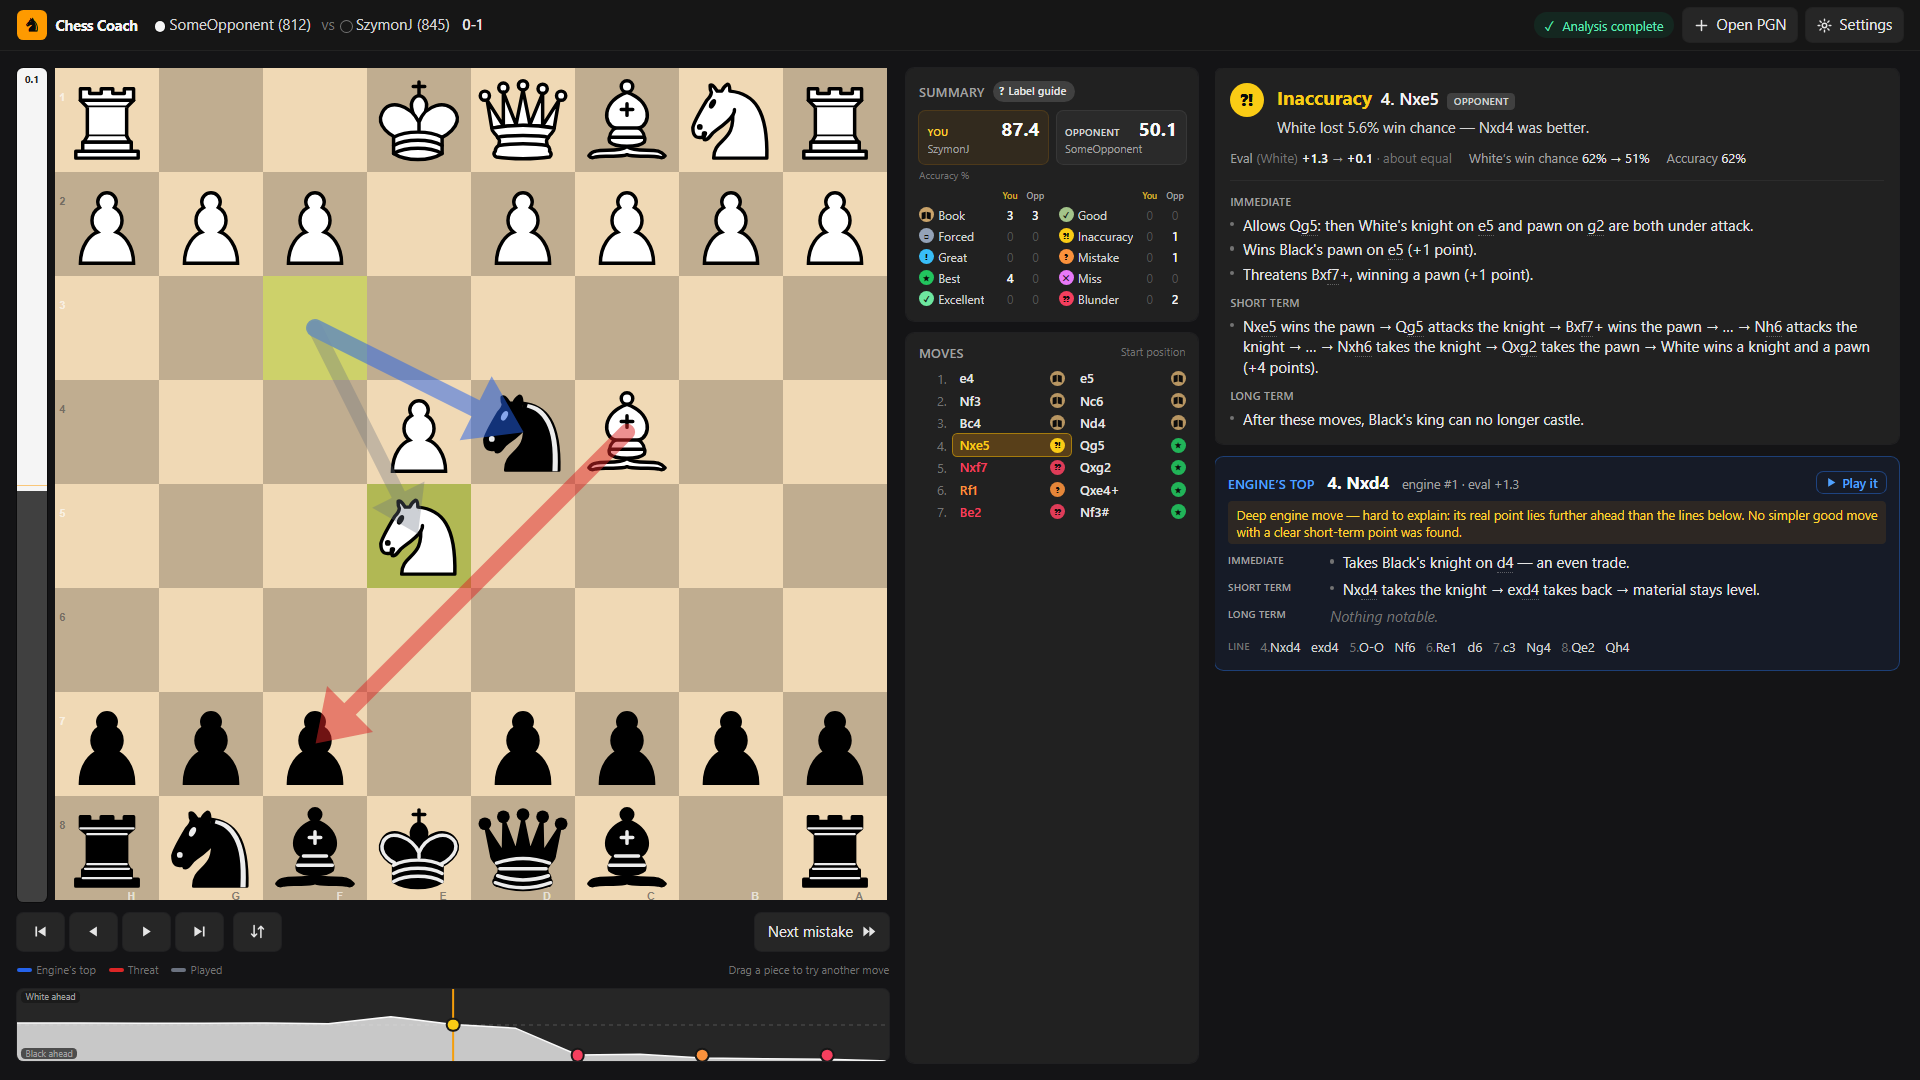 Chess Coach
SomeOpponent (812) vs SzymonJ (845) 0-1
✓ Analysis complete
+ Open PGN
Settings
0.1
1
2
3
4
5
6
7
8
H G F E D C B A
Next mistake
Engine's top Threat Played
Drag a piece to try another move
White ahead
Black ahead
SUMMARY ? Label guide
YOU 87.4
SzymonJ
OPPONENT 50.1
SomeOpponent
Accuracy %
You Opp You Opp
Book 3 3 Good 0 0
Forced 0 0 Inaccuracy 0 1
Great 0 0 Mistake 0 1
Best 4 0 Miss 0 0
Excellent 0 0 Blunder 0 2
MOVES Start position
1. e4 e5
2. Nf3 Nc6
3. Bc4 Nd4
4. Nxe5 ?! Qg5
5. Nxf7 ?? Qxg2
6. Rf1 ? Qxe4+
7. Be2 ?? Nf3#
?! Inaccuracy 4. Nxe5 OPPONENT
White lost 5.6% win chance — Nxd4 was better.
Eval (White) +1.3 → +0.1 · about equal White's win chance 62% → 51% Accuracy 62%
IMMEDIATE
• Allows Qg5: then White's knight on e5 and pawn on g2 are both under attack.
• Wins Black's pawn on e5 (+1 point).
• Threatens Bxf7+, winning a pawn (+1 point).
SHORT TERM
• Nxe5 wins the pawn → Qg5 attacks the knight → Bxf7+ wins the pawn → ... → Nh6 attacks the
knight → ... → Nxh6 takes the knight → Qxg2 takes the pawn → White wins a knight and a pawn
(+4 points).
LONG TERM
• After these moves, Black's king can no longer castle.
ENGINE'S TOP 4. Nxd4 engine #1 · eval +1.3
Play it
Deep engine move — hard to explain: its real point lies further ahead than the lines below. No simpler good move
with a clear short-term point was found.
IMMEDIATE • Takes Black's knight on d4 — an even trade.
SHORT TERM • Nxd4 takes the knight → exd4 takes back → material stays level.
LONG TERM Nothing notable.
LINE 4.Nxd4 exd4 5.O-O Nf6 6.Re1 d6 7.c3 Ng4 8.Qe2 Qh4